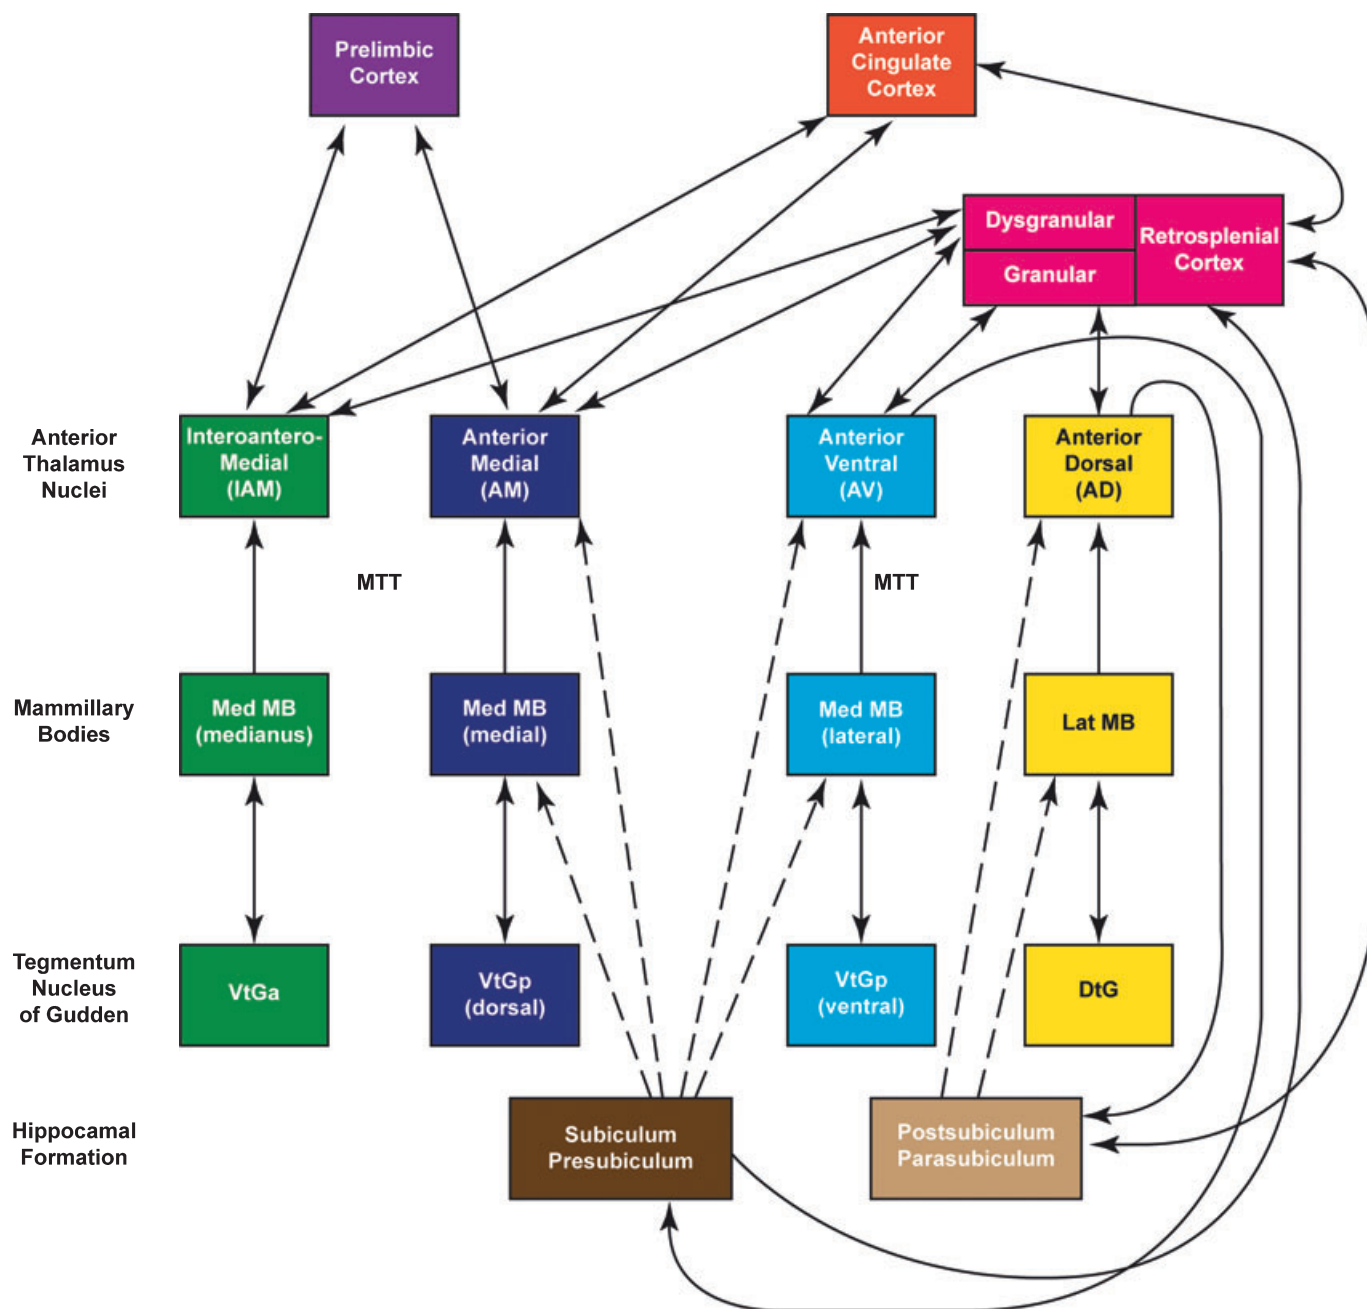 Prelimbic
Cortex
Anterior
Cingulate
Cortex
Dysgranular
Granular
Retrosplenial
Cortex
Anterior
Thalamus
Nuclei
Interoantero-
Medial
(IAM)
Anterior
Medial
(AM)
Anterior
Ventral
(AV)
Anterior
Dorsal
(AD)
MTT
MTT
Mammillary
Bodies
Med MB
(medianus)
Med MB
(medial)
Med MB
(lateral)
Lat MB
Tegmentum
Nucleus
of Gudden
VtGa
VtGp
(dorsal)
VtGp
(ventral)
DtG
Hippocamal
Formation
Subiculum
Presubiculum
Postsubiculum
Parasubiculum